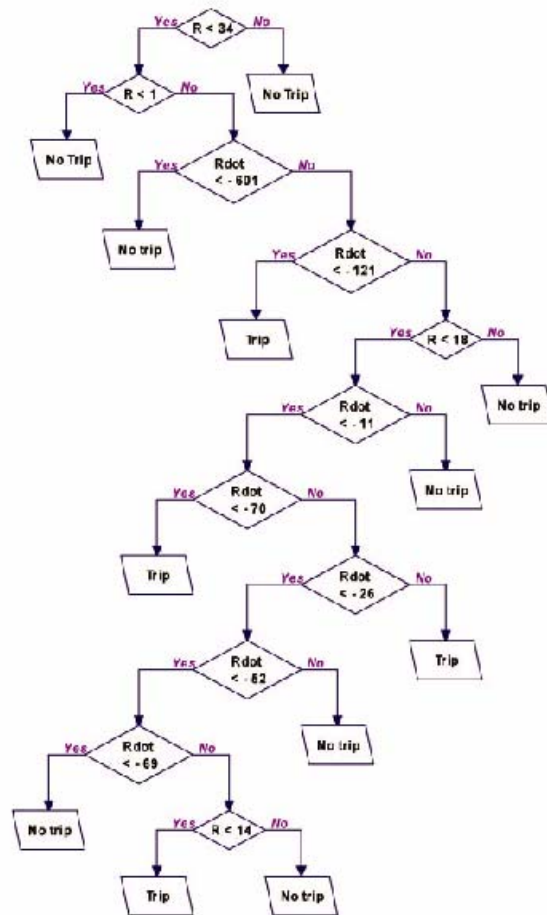 Yes R < 34 No
Yes R < 1 No
No Trip
No Trip
Yes Rdot No
< - 601
No trip
Yes Rdot No
< - 121
Trip
Yes R < 18 No
No trip
Yes Rdot No
< - 11
No trip
Yes Rdot No
< - 70
Trip
Yes Rdot No
< - 26
Trip
Yes Rdot No
< - 52
No trip
Yes Rdot No
< - 69
No trip
Yes R < 14 No
Trip
No trip